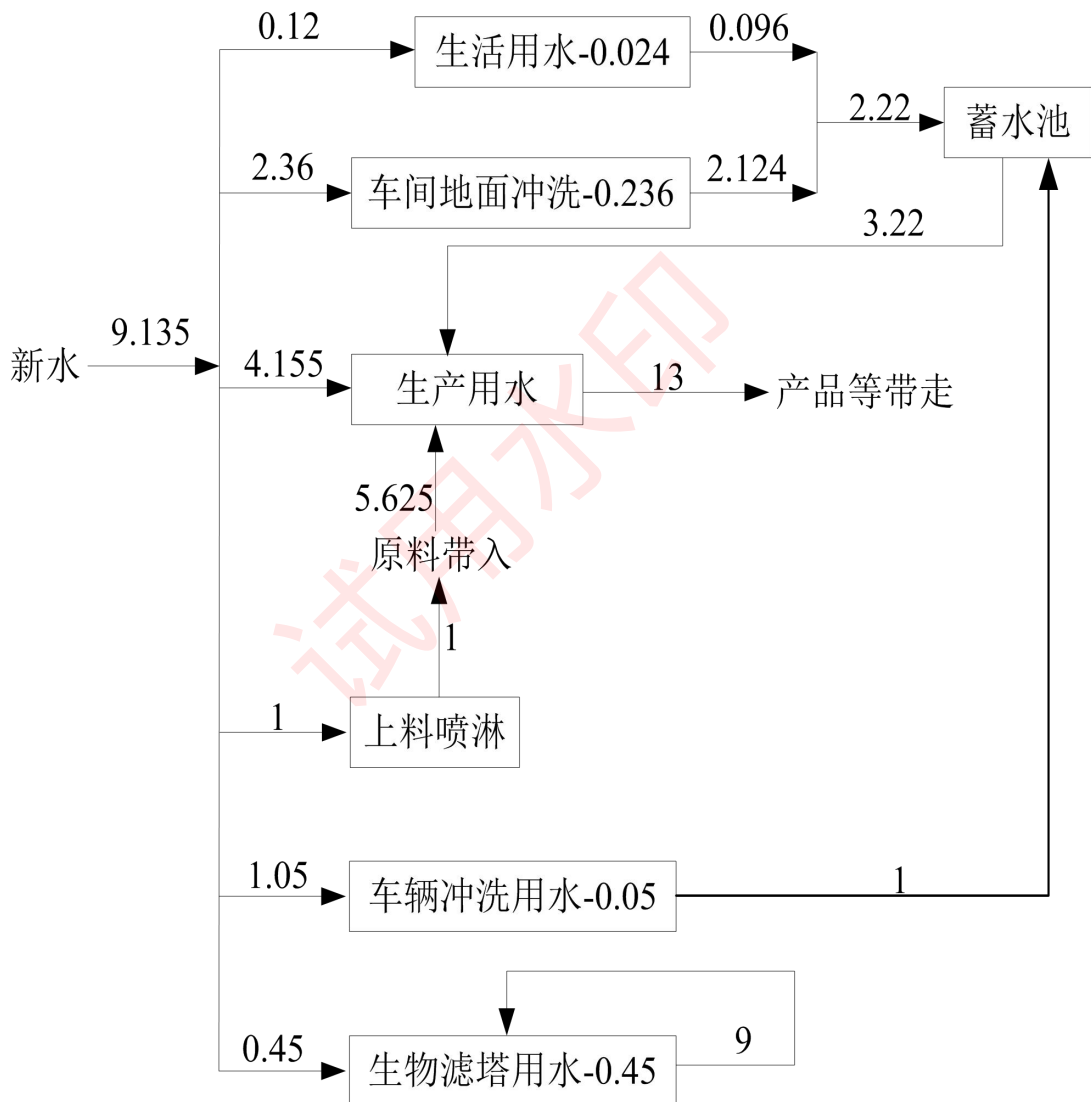 0.12
生活用水-0.024
0.096
2.22
蓄水池
2.36
车间地面冲洗-0.236
2.124
3.22
新水
9.135
4.155
生产用水
13
产品等带走
5.625
原料带入
1
1
上料喷淋
1.05
车辆冲洗用水-0.05
1
0.45
生物滤塔用水-0.45
9
试用水印